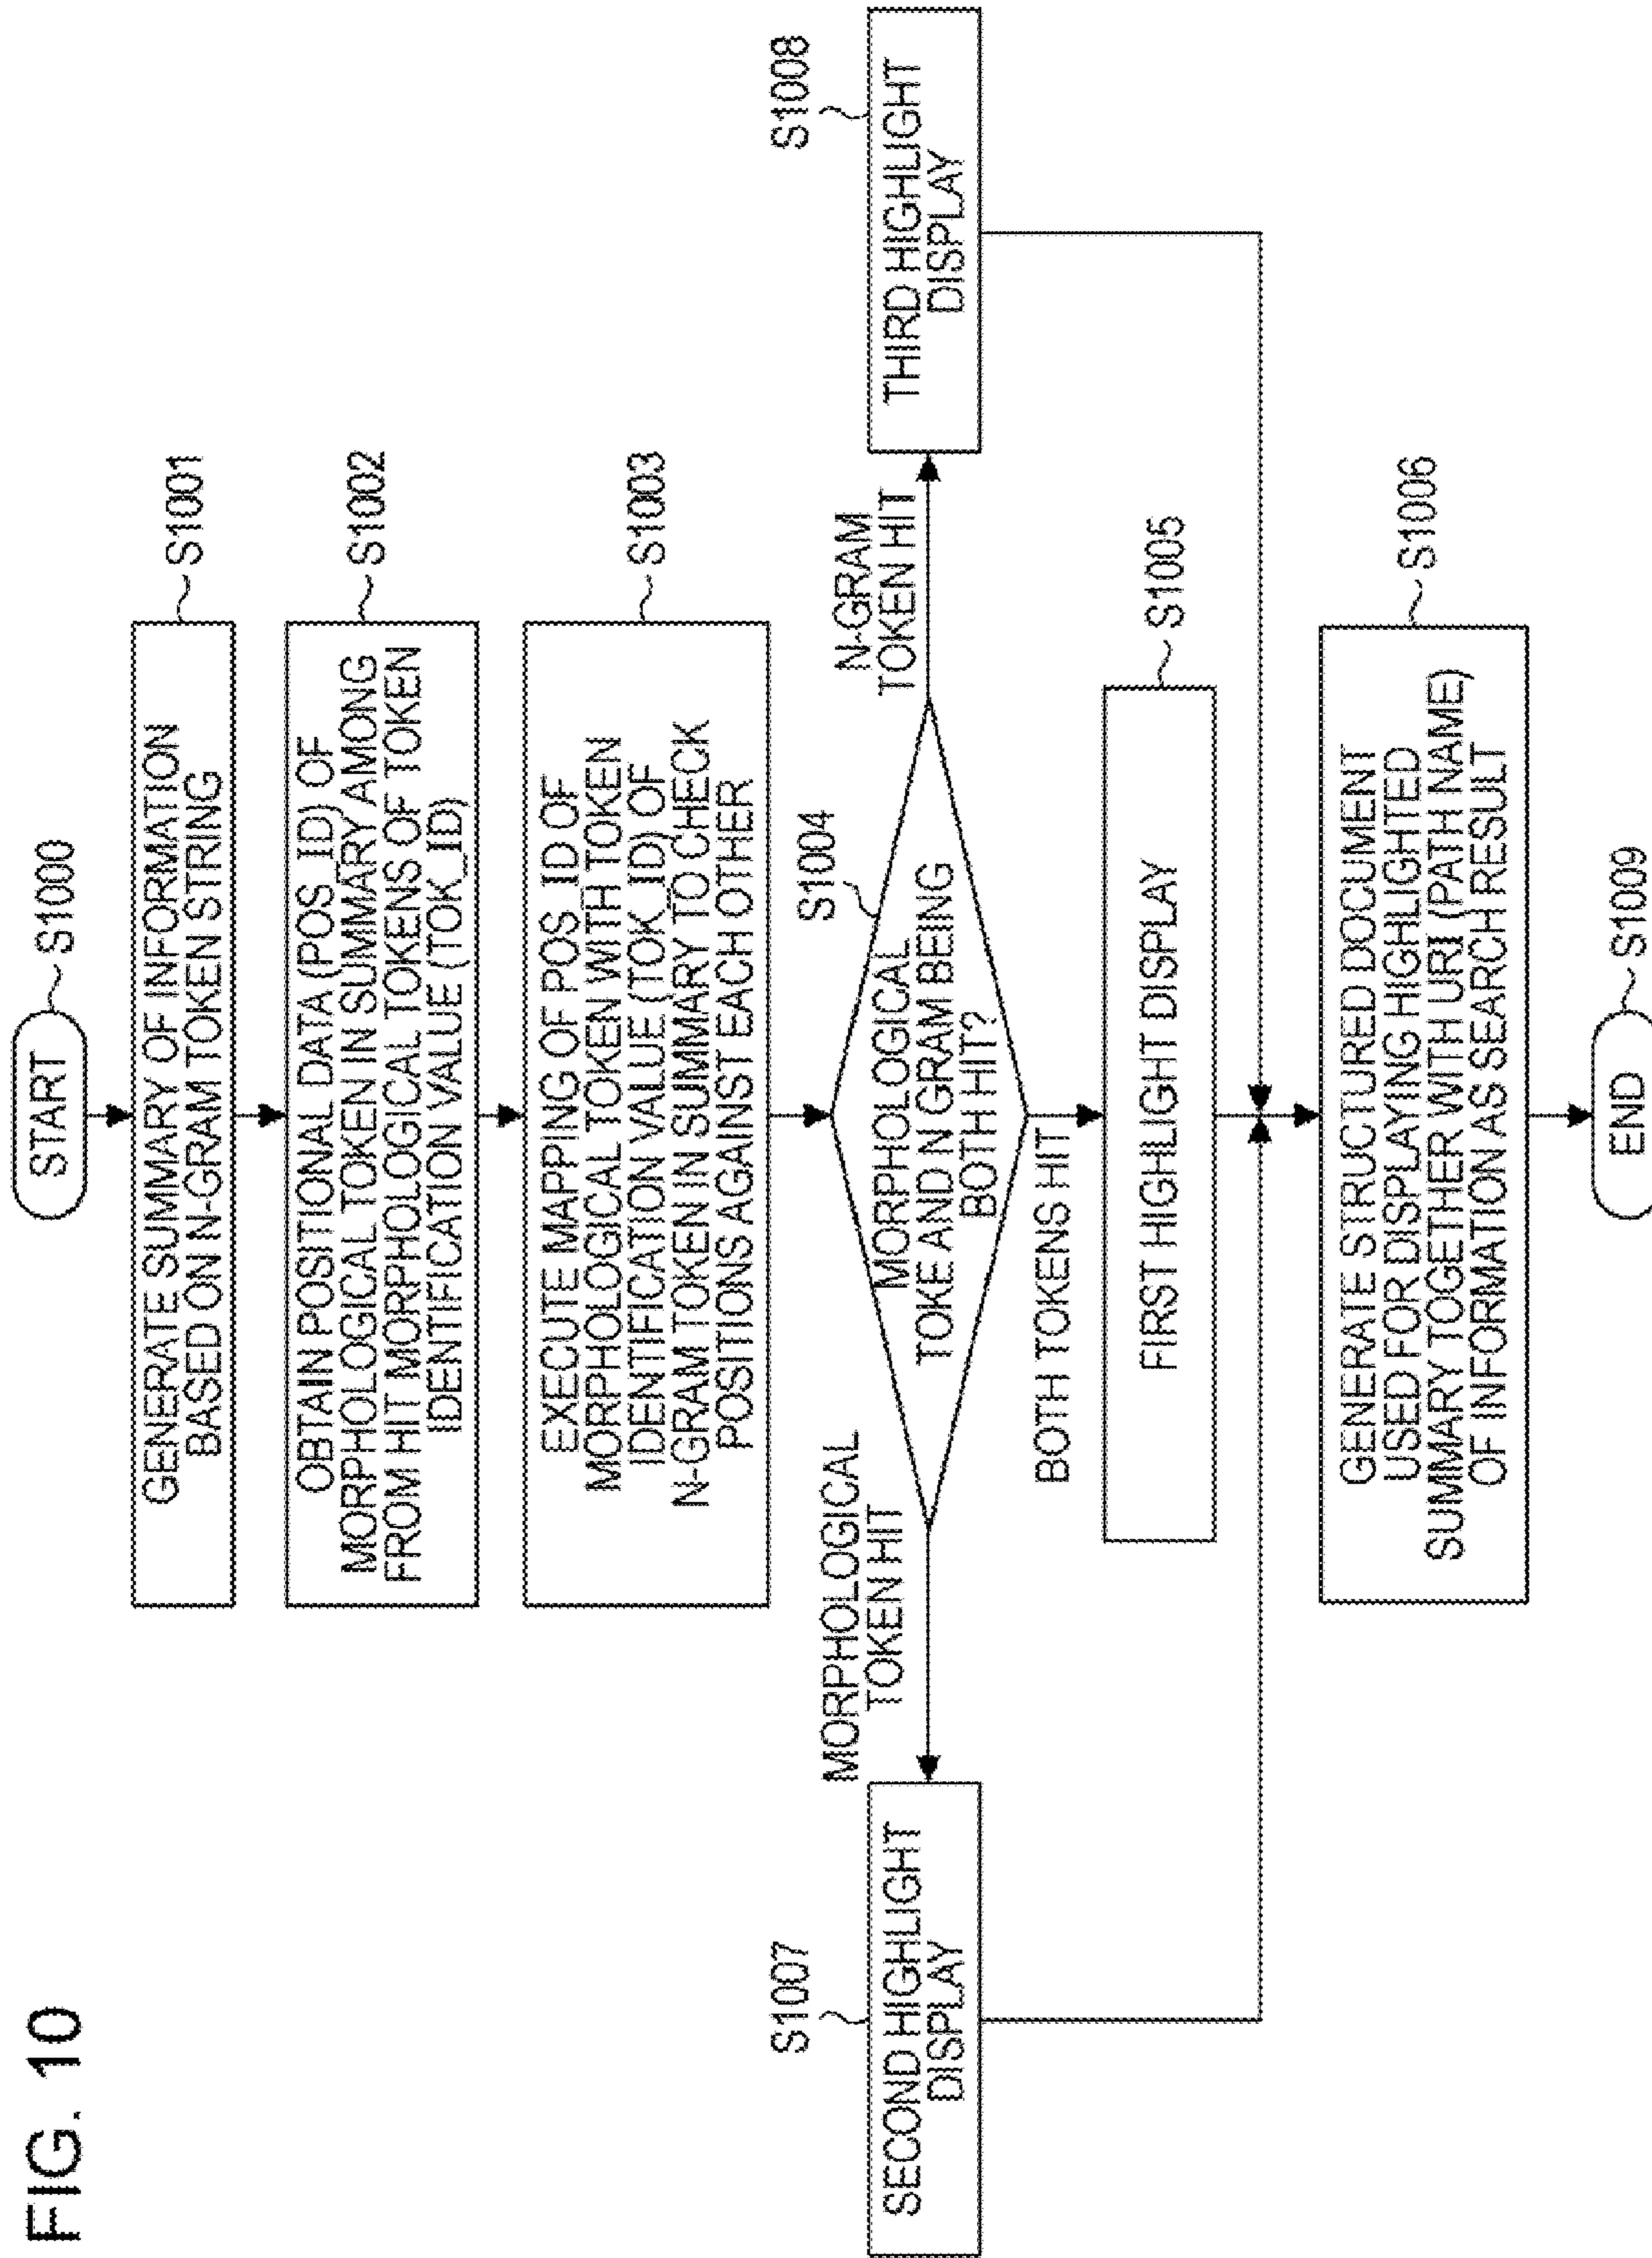 FIG. 10
START
S1000
GENERATE SUMMARY OF INFORMATION
BASED ON N-GRAM TOKEN STRING
S1001
OBTAIN POSITIONAL DATA (POS_ID) OF
MORPHOLOGICAL TOKEN IN SUMMARY AMONG
FROM HIT MORPHOLOGICAL TOKENS OF TOKEN
IDENTIFICATION VALUE (TOK_ID)
S1002
EXECUTE MAPPING OF POS_ID OF
MORPHOLOGICAL TOKEN WITH TOKEN
IDENTIFICATION VALUE (TOK_ID) OF
N-GRAM TOKEN IN SUMMARY TO CHECK
POSITIONS AGAINST EACH OTHER
S1003
S1004
MORPHOLOGICAL
TOKE AND N GRAM BEING
BOTH HIT?
MORPHOLOGICAL
TOKEN HIT
N-GRAM
TOKEN HIT
BOTH TOKENS HIT
S1007
SECOND HIGHLIGHT
DISPLAY
S1008
THIRD HIGHLIGHT
DISPLAY
FIRST HIGHLIGHT DISPLAY
S1005
GENERATE STRUCTURED DOCUMENT
USED FOR DISPLAYING HIGHLIGHTED
SUMMARY TOGETHER WITH URI (PATH NAME)
OF INFORMATION AS SEARCH RESULT
S1006
END
S1009